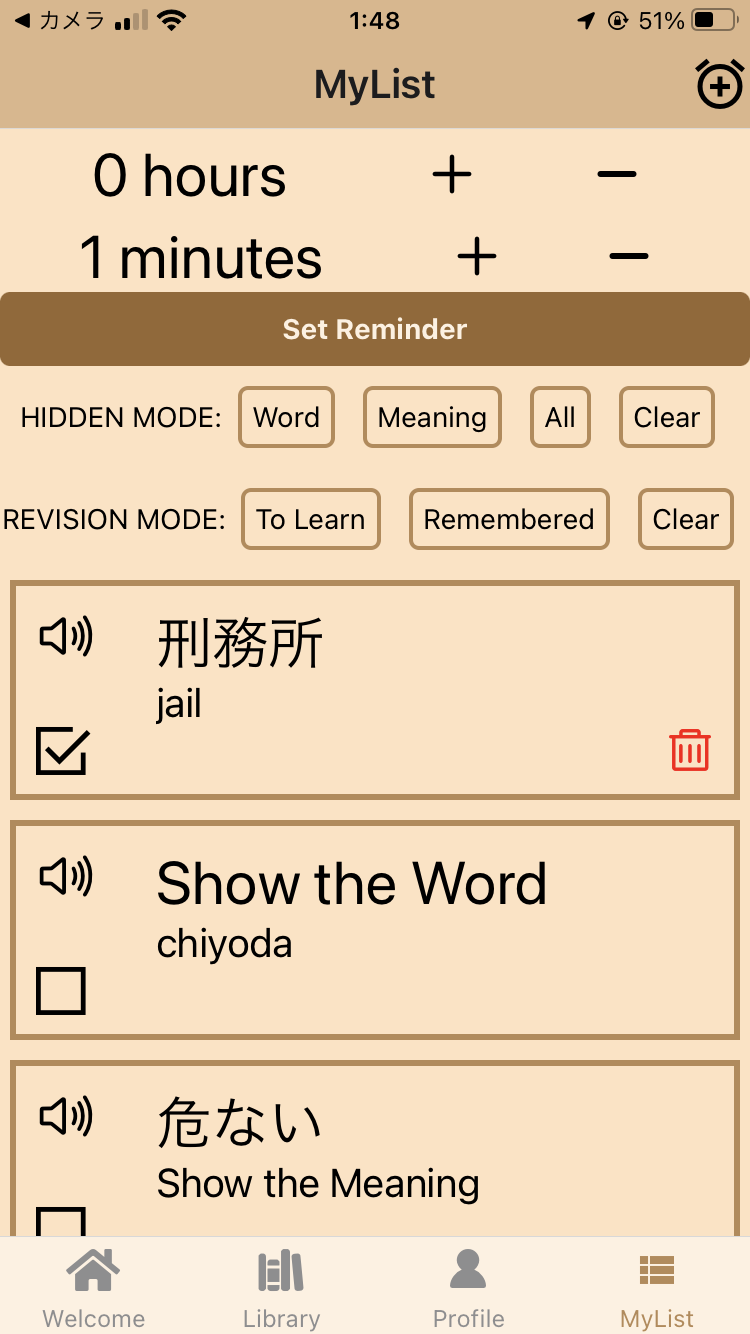 カメラ 1:48 51%
MyList
0 hours + −
1 minutes + −
Set Reminder
HIDDEN MODE: Word Meaning All Clear
REVISION MODE: To Learn Remembered Clear
刑務所
jail
Show the Word
chiyoda
危ない
Show the Meaning
Welcome Library Profile MyList